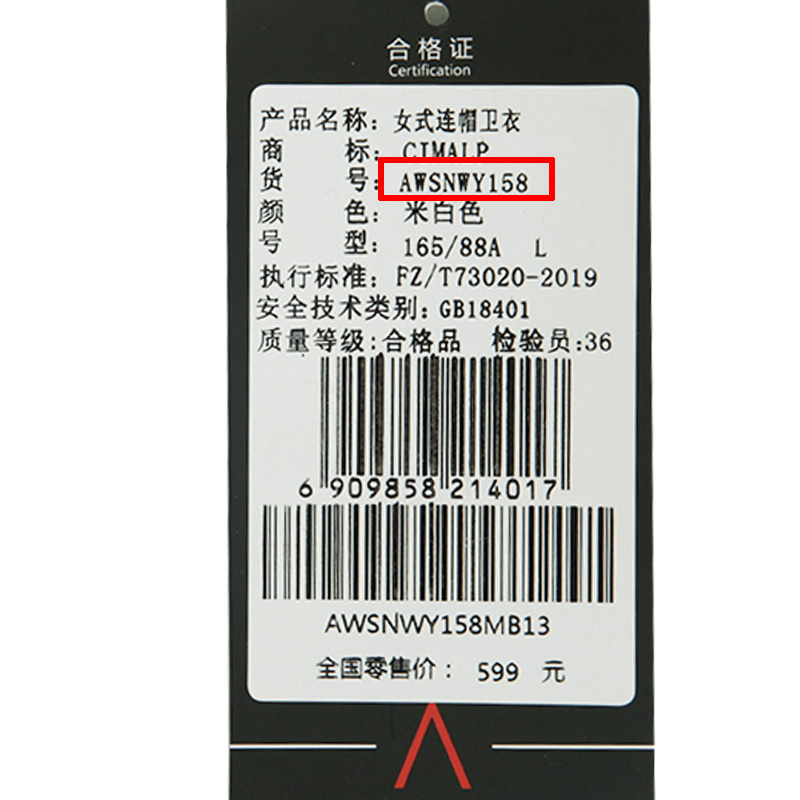 合格证
Certification
产品名称：女式连帽卫衣
商 标：CIMALP
货 号：AWSNWY158
颜 色：米白色
号 型：165/88A L
执行标准：FZ/T73020-2019
安全技术类别：GB18401
质量等级:合格品 检验员:36
6 909858 214017
AWSNWY158MB13
全国零售价： 599 元